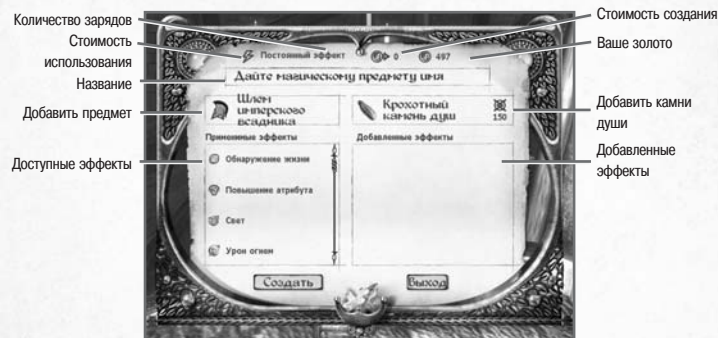 Количество зарядов
Стоимость
использования
Название
Добавить предмет
Доступные эффекты
Постоянный эффект 0 497
Дайте магическому предмету имя
Шлем
имперского
всадника
Крохотный
камень душ
150
Применимые эффекты
Добавленные эффекты
Обнаружение жизни
Повышение атрибута
Свет
Урон огнем
Создать
Выход
Стоимость создания
Ваше золото
Добавить камни
души
Добавленные
эффекты